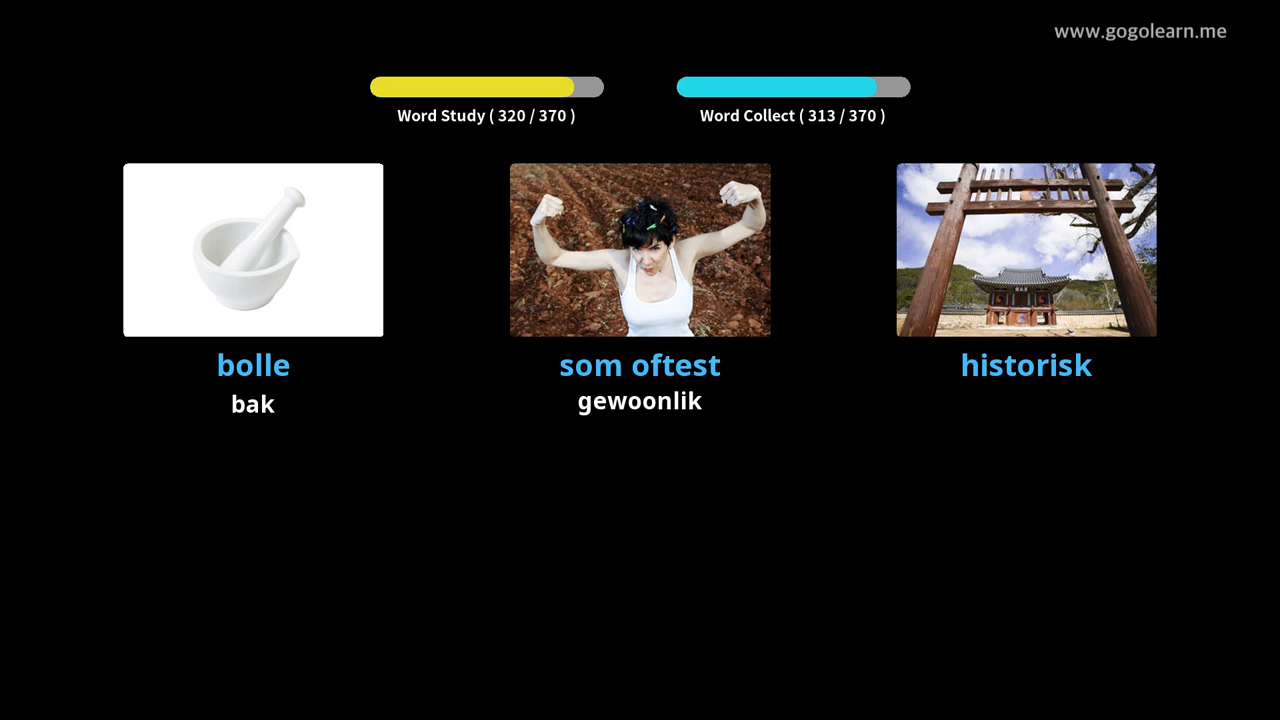 www.gogolearn.me
Word Study ( 320 / 370 )
Word Collect ( 313 / 370 )
bolle
som oftest
historisk
bak
gewoonlik